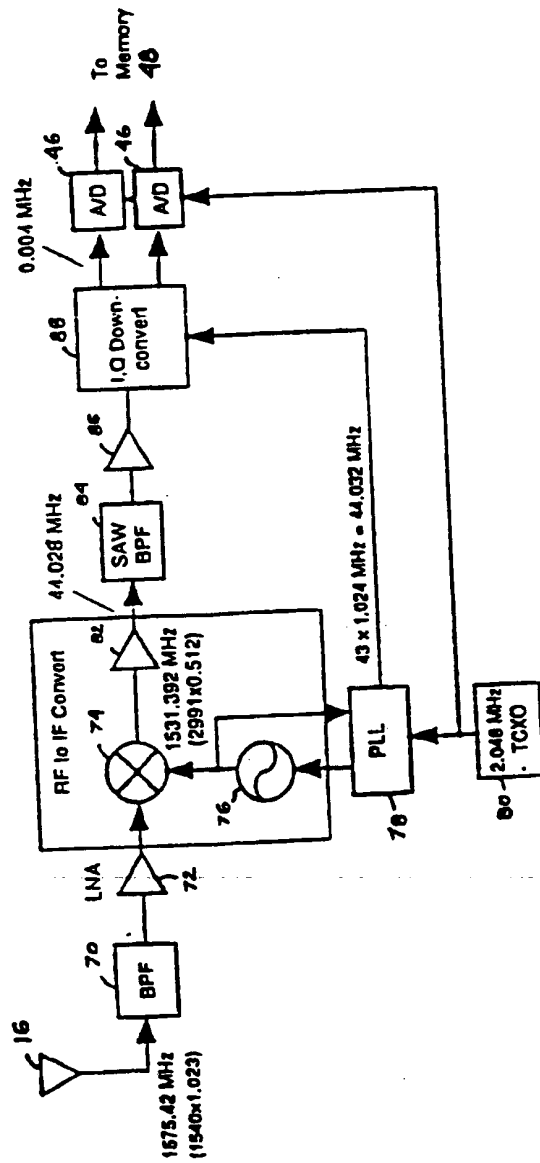 16
1575.42 MHz
(1540x1.023)
70
BPF
LNA
72
RF to IF Convert
74
82
1531.392 MHz
(2991x0.512)
76
44.028 MHz
84
SAW
BPF
86
88
I,Q Down-
convert
0.004 MHz
46
A/D
46
A/D
To
Memory
48
PLL
78
43 x 1.024 MHz = 44.032 MHz
2.048 MHz
TCXO
80